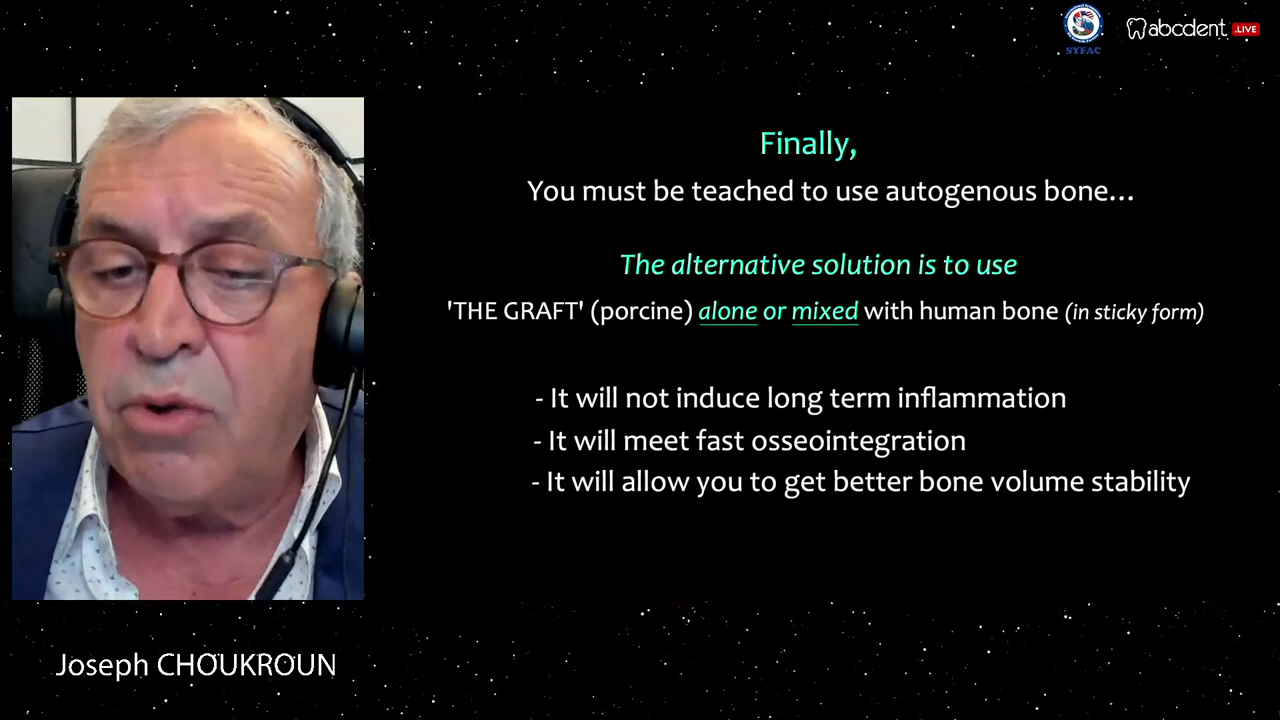 SYFAC
abcdent .LIVE
Finally,
You must be teached to use autogenous bone...
The alternative solution is to use
'THE GRAFT' (porcine) alone or mixed with human bone (in sticky form)
- It will not induce long term inflammation
- It will meet fast osseointegration
- It will allow you to get better bone volume stability
Joseph CHOUKROUN